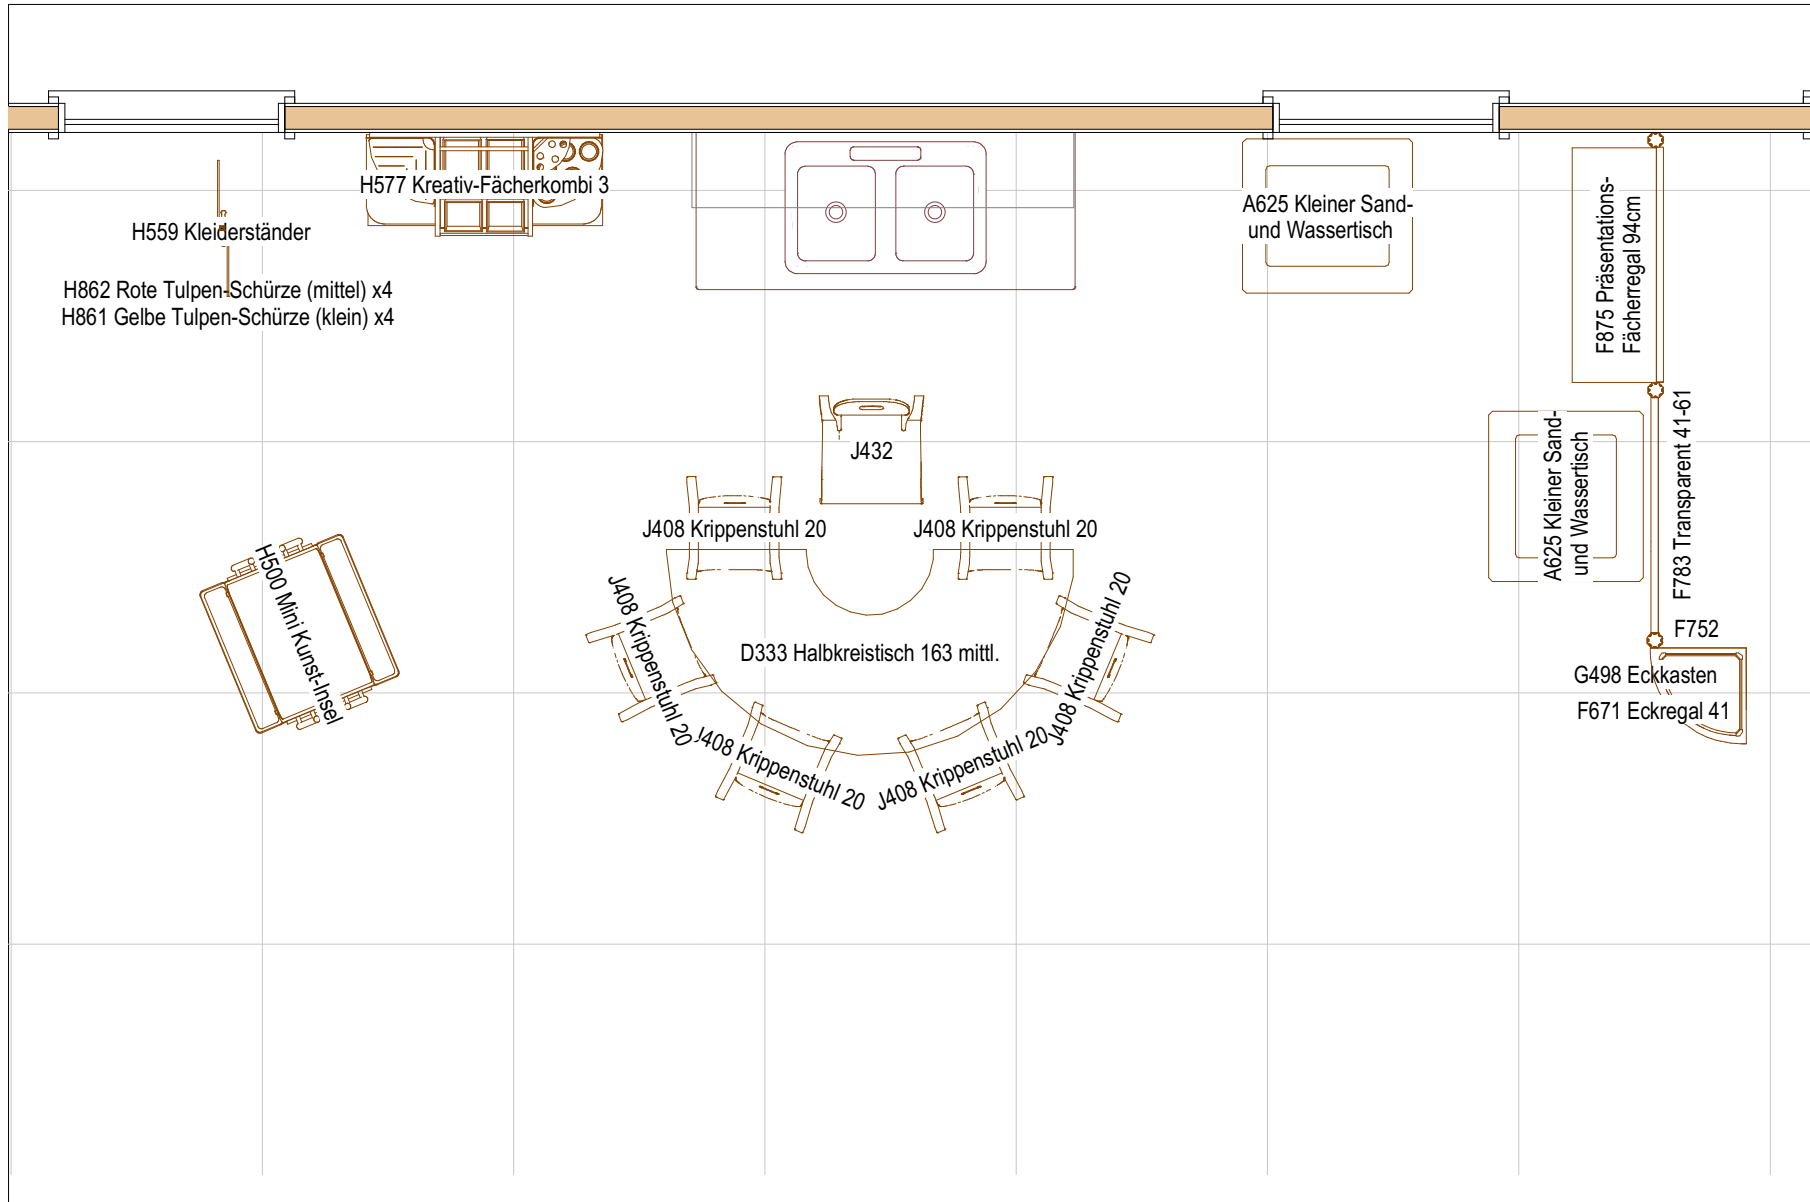 H577 Kreativ-Fächerkombi 3
H559 Kleiderständer
H862 Rote Tulpen-Schürze (mittel) x4
H861 Gelbe Tulpen-Schürze (klein) x4
A625 Kleiner Sand-
und Wassertisch
F875 Präsentations-
Fächerregal 94cm
J432
J408 Krippenstuhl 20
J408 Krippenstuhl 20
A625 Kleiner Sand-
und Wassertisch
F783 Transparent 41-61
H500 Mini Kunst-Insel
J408 Krippenstuhl 20
D333 Halbkreistisch 163 mittl.
J408 Krippenstuhl 20
F752
G498 Eckkasten
F671 Eckregal 41
J408 Krippenstuhl 20
J408 Krippenstuhl 20